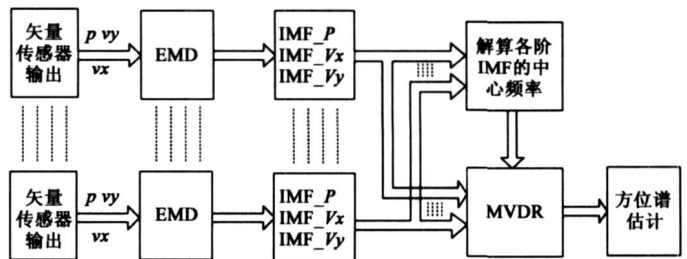 矢量
传感器
输出
p vy
vx
EMD
IMF_P
IMF_Vx
IMF_Vy
解算各阶
IMF的中
心频率
矢量
传感器
输出
p vy
vx
EMD
IMF_P
IMF_Vx
IMF_Vy
MVDR
方位谱
估计